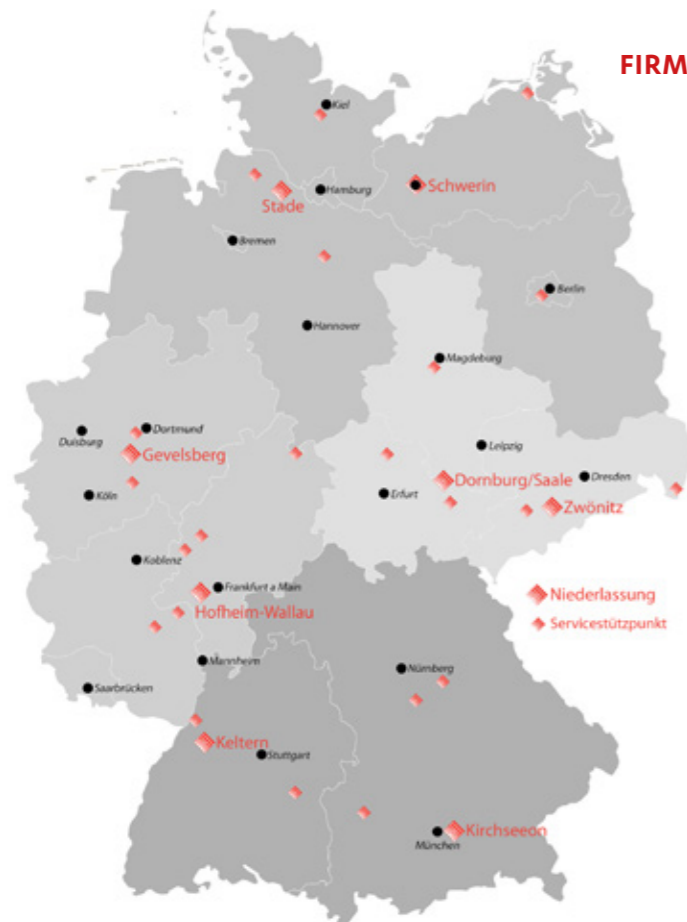 FIRM
Kiel
Schwerin
Hamburg
Stade
Bremen
Berlin
Hannover
Magdeburg
Dortmund
Duisburg
Gevelsberg
Leipzig
Dornburg/Saale
Dresden
Köln
Erfurt
Zwönitz
Koblenz
Frankfurt a Main
Niederlassung
Hofheim-Wallau
Servicestützpunkt
Mannheim
Nürnberg
Saarbrücken
Keltern
Stuttgart
Kirchseeon
München